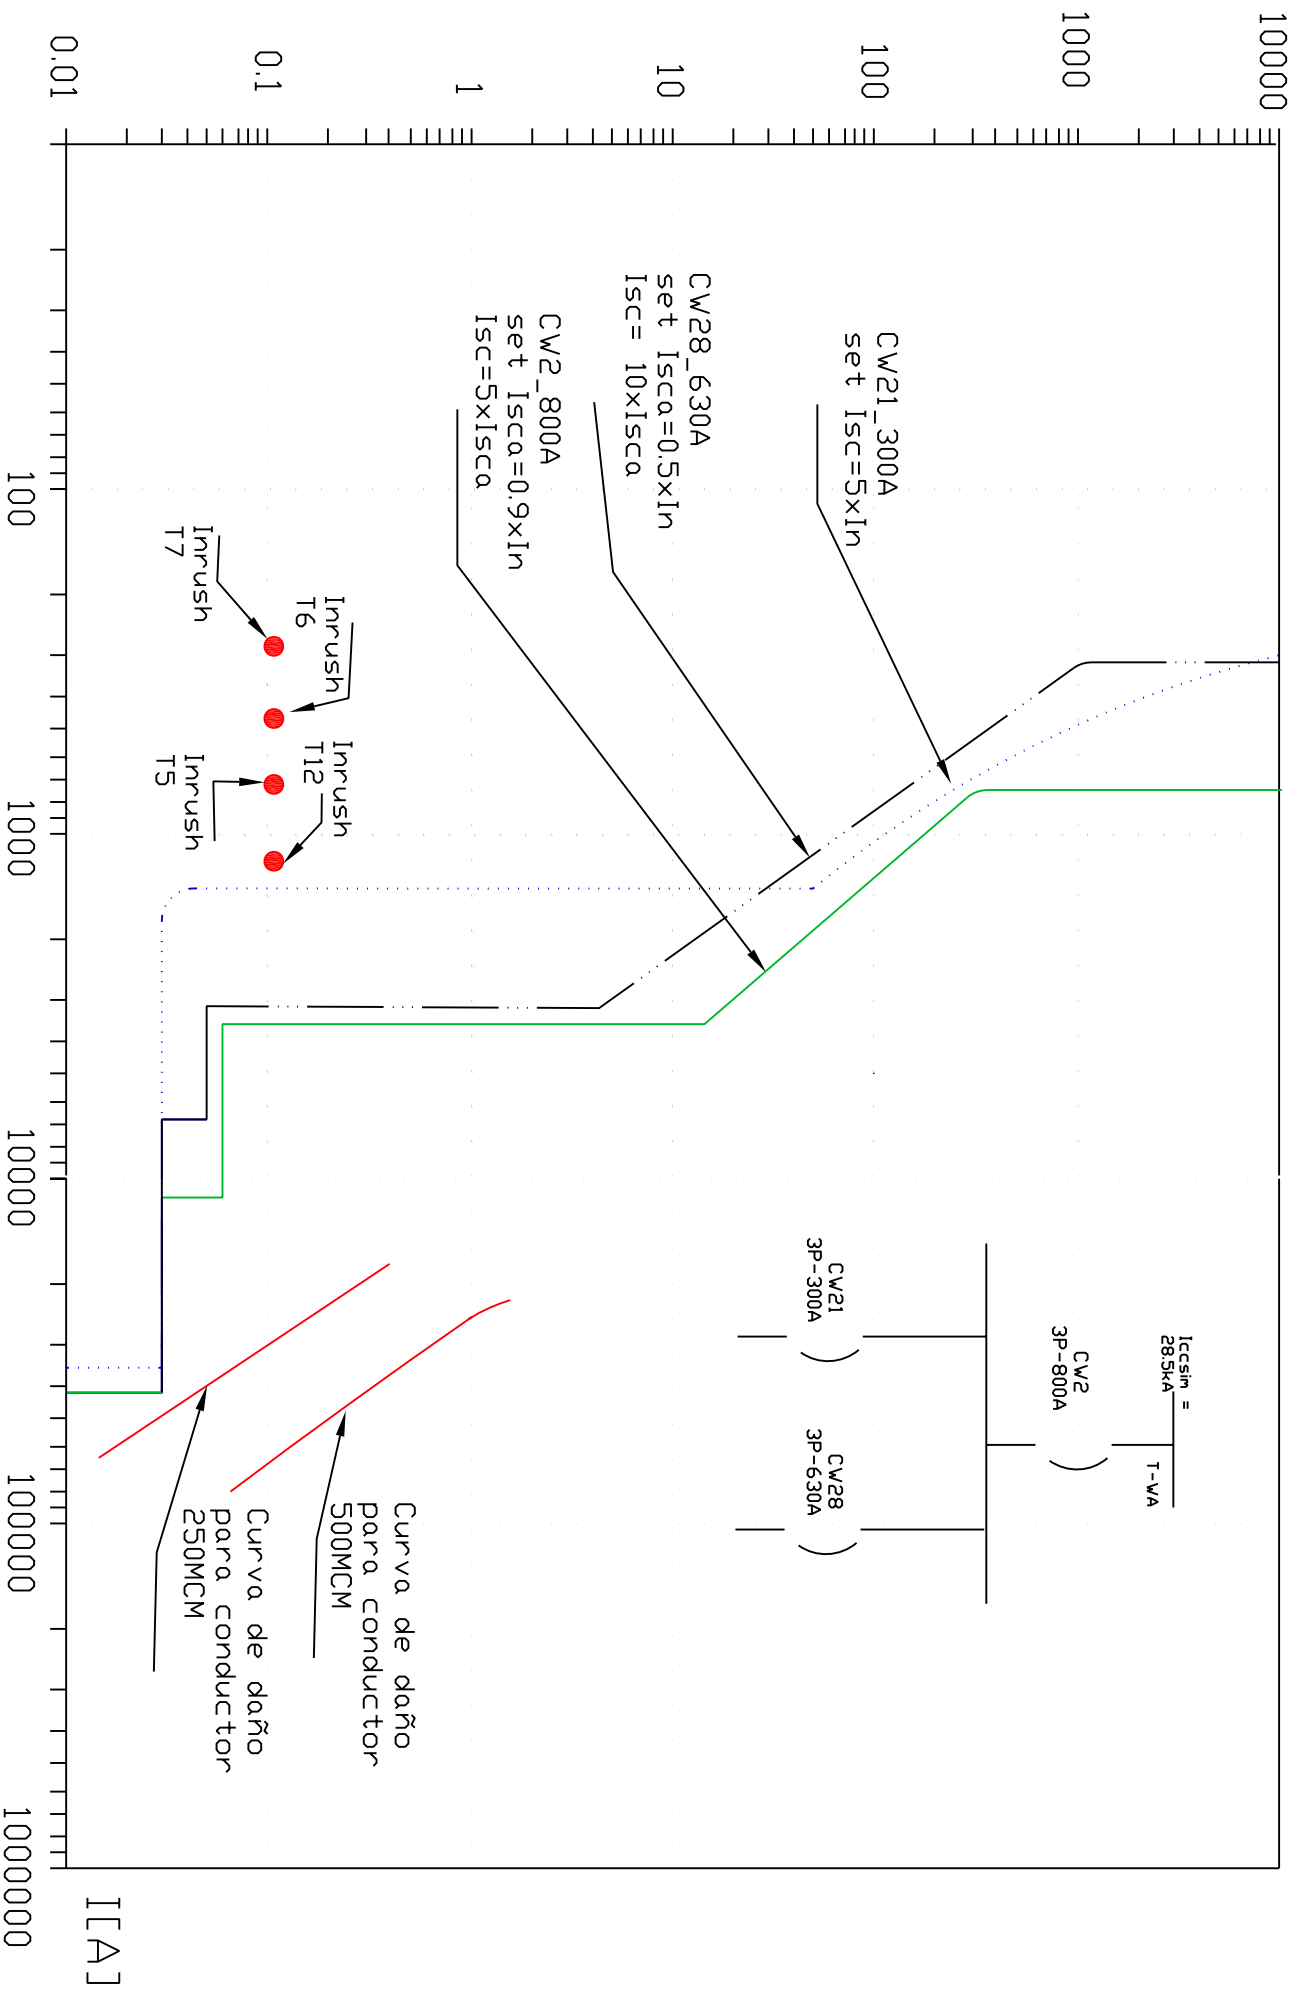 10000
1000
100
10
1
0.1
0.01
CW21_300A
set Isc=5xIn
CW28_630A
set Isca=0.5xIn
Isc= 10xIsca
CW2_800A
set Isca=0.9xIn
Isc=5xIsca
Inrush
T6
Inrush
T7
Inrush
T12
Inrush
T5
Iccsim =
28.5kA
T-WA
CW2
3P-800A
CW21
3P-300A
CW28
3P-630A
Curva de daño
para conductor
500MCM
Curva de daño
para conductor
250MCM
100
1000
10000
100000
1000000
I[A]